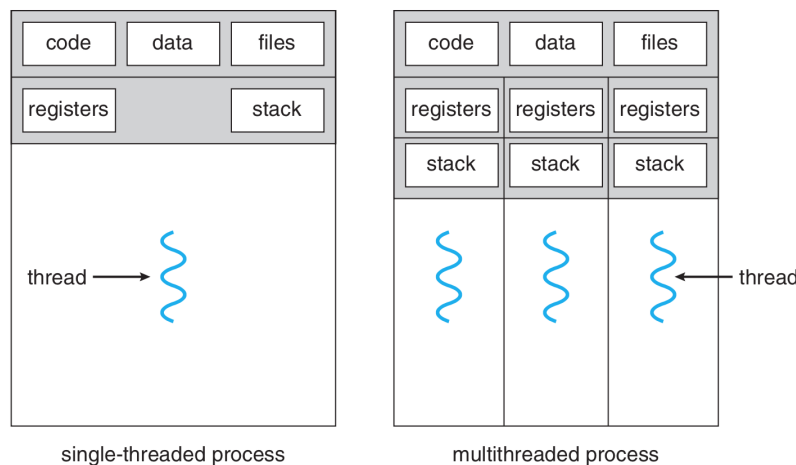 code data files
registers stack
thread
single-threaded process
code data files
registers registers registers
stack stack stack
thread
multithreaded process